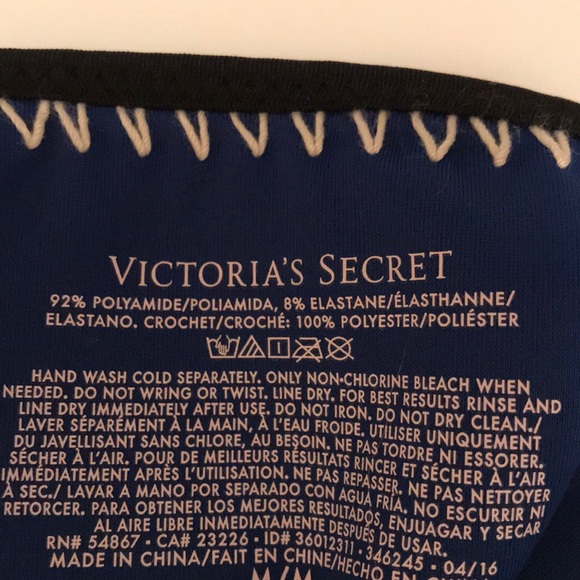 VICTORIA'S SECRET
92% POLYAMIDE/POLIAMIDA, 8% ELASTANE/ÉLASTHANNE/
ELASTANO. CROCHET/CROCHÉ: 100% POLYESTER/POLIÉSTER
HAND WASH COLD SEPARATELY. ONLY NON-CHLORINE BLEACH WHEN
NEEDED. DO NOT WRING OR TWIST. LINE DRY. FOR BEST RESULTS RINSE AND
LINE DRY IMMEDIATELY AFTER USE. DO NOT IRON. DO NOT DRY CLEAN./
LAVER SÉPARÉMENT À LA MAIN, À L'EAU FROIDE. UTILISER UNIQUEMENT
DU JAVELLISANT SANS CHLORE, AU BESOIN. NE PAS TORDRE NI ESSORER.
SÉCHER À L'AIR. POUR DE MEILLEURS RÉSULTATS RINCER ET SÉCHER À L'AIR
IMMÉDIATEMENT APRÈS L'UTILISATION. NE PAS REPASSER. NE PAS NETTOYER
À SEC./ LAVAR A MANO POR SEPARADO CON AGUA FRÍA. NO ESCURRIR NI
RETORCER. PARA OBTENER LOS MEJORES RESULTADOS, ENJUAGAR Y SECAR
AL AIRE LIBRE INMEDIATAMENTE DESPUÉS DE USAR.
RN# 54867 • CA# 23226 • ID# 36012311 • 346245 • 04/16
MADE IN CHINA/FAIT EN CHINE/HECHO EN
M/M